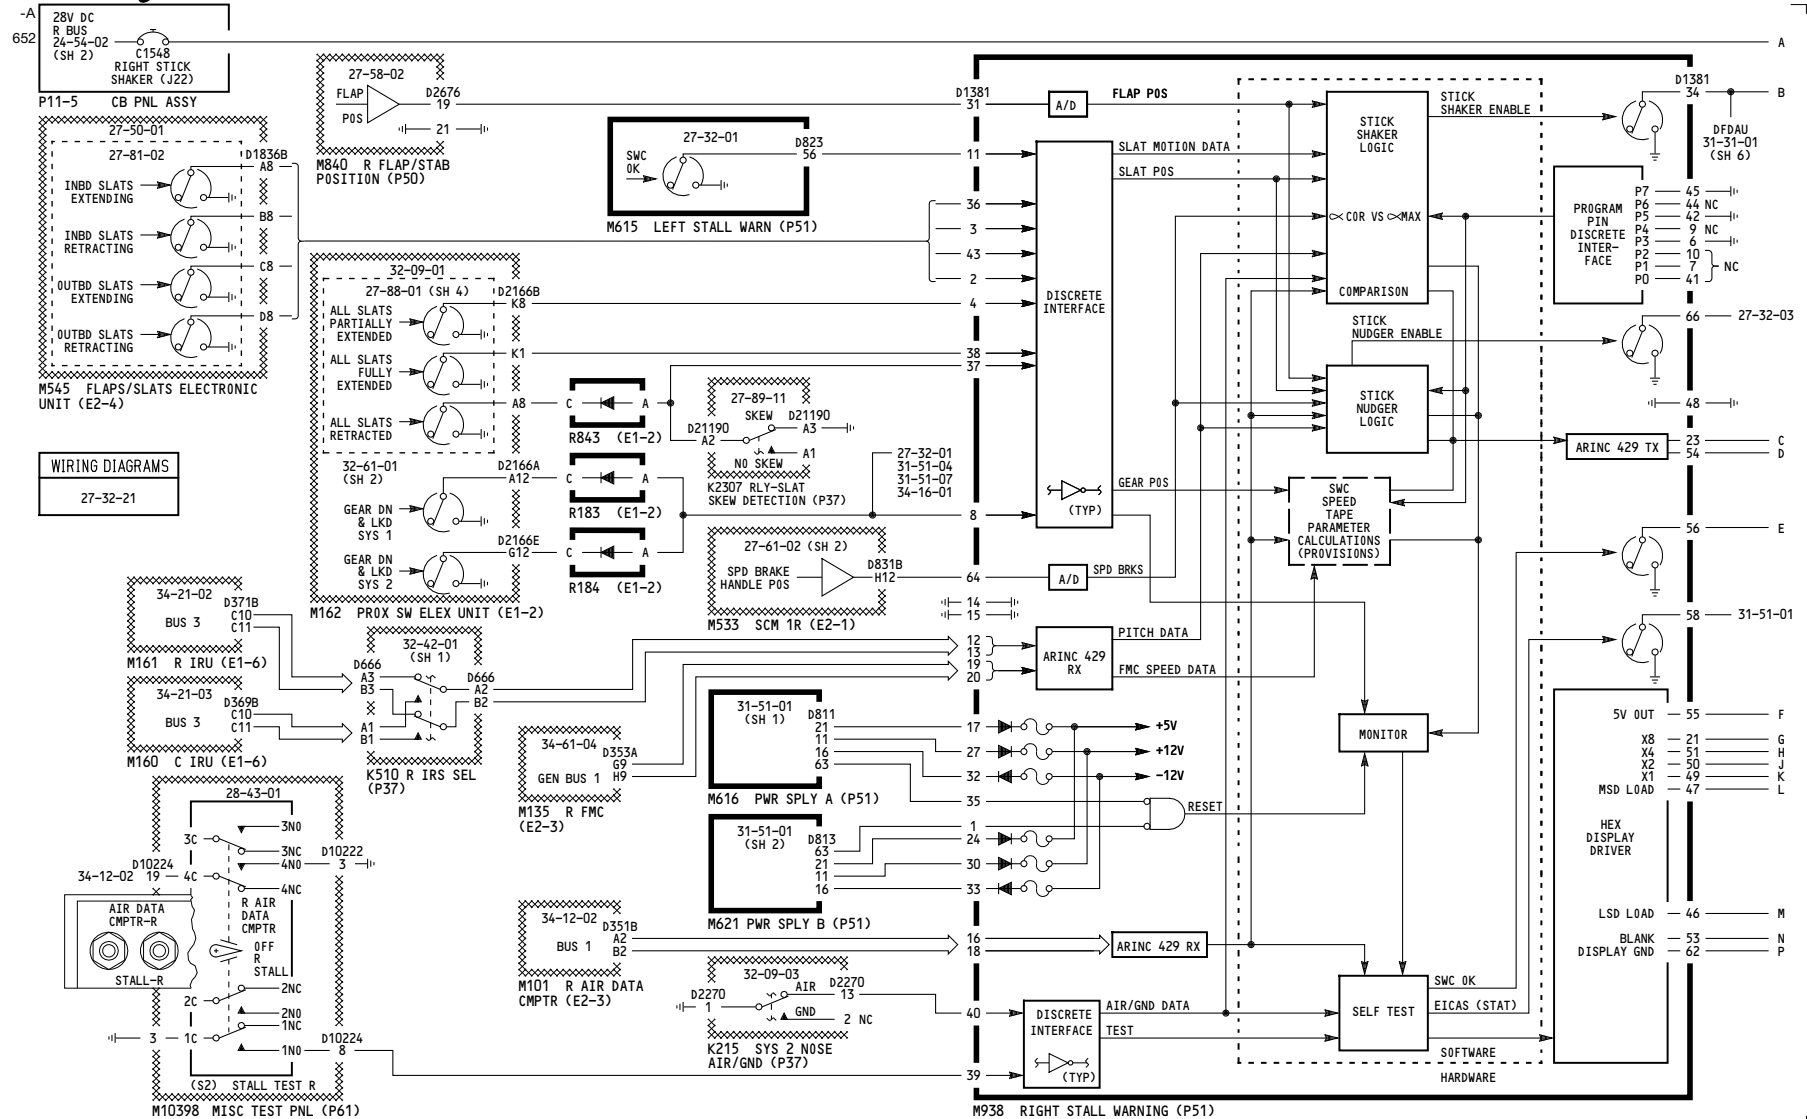 -A
652
28V DC
R BUS
24-54-02
(SH 2)
C1548
RIGHT STICK
SHAKER (J22)
P11-5 CB PNL ASSY
A
27-50-01
27-81-02
D1836B
A8
INBD SLATS
EXTENDING
B8
INBD SLATS
RETRACTING
C8
OUTBD SLATS
EXTENDING
D8
OUTBD SLATS
RETRACTING
M545 FLAPS/SLATS ELECTRONIC
UNIT (E2-4)
WIRING DIAGRAMS
27-32-21
27-58-02
FLAP
POS
D2676
19
21
M840 R FLAP/STAB
POSITION (P50)
27-32-01
SWC
OK
D823
56
M615 LEFT STALL WARN (P51)
32-09-01
27-88-01 (SH 4)
D2166B
K8
ALL SLATS
PARTIALLY
EXTENDED
K1
ALL SLATS
FULLY
EXTENDED
A8
ALL SLATS
RETRACTED
32-61-01
(SH 2)
D2166A
A12
GEAR DN
& LKD
SYS 1
D2166E
G12
GEAR DN
& LKD
SYS 2
M162 PROX SW ELEX UNIT (E1-2)
C A
R843 (E1-2)
C A
R183 (E1-2)
C A
R184 (E1-2)
27-89-11
SKEW D21190
A3
D21190
A2
A1
NO SKEW
K2307 RLY-SLAT
SKEW DETECTION (P37)
27-32-01
31-51-04
31-51-07
34-16-01
27-61-02 (SH 2)
SPD BRAKE
HANDLE POS
D831B
H12
M533 SCM 1R (E2-1)
34-21-02
D371B
C10
C11
BUS 3
M161 R IRU (E1-6)
34-21-03
D369B
C10
C11
BUS 3
M160 C IRU (E1-6)
32-42-01
(SH 1)
D666
A3
B3
A1
B1
D666
A2
B2
K510 R IRS SEL
(P37)
34-61-04
D353A
G9
H9
GEN BUS 1
M135 R FMC
(E2-3)
31-51-01
(SH 1)
D811
21
11
16
63
M616 PWR SPLY A (P51)
31-51-01
(SH 2)
D813
63
21
11
16
M621 PWR SPLY B (P51)
34-12-02
D351B
A2
B2
BUS 1
M101 R AIR DATA
CMPTR (E2-3)
32-09-03
D2270
1
AIR
D2270
13
GND
2 NC
K215 SYS 2 NOSE
AIR/GND (P37)
28-43-01
3NO
3C
3NC
D10222
4NO 3
34-12-02
D10224
19
4C
4NC
AIR DATA
CMPTR-R
STALL-R
R AIR
DATA
CMPTR
OFF
R
STALL
2NC
2C
2NO
1NC
3 1C
D10224
1NO 8
(S2) STALL TEST R
M10398 MISC TEST PNL (P61)
D1381
31
11
36
3
43
2
4
38
37
8
64
14
15
12
13
19
20
17
27
32
35
1
24
30
33
16
18
40
39
A/D
FLAP POS
DISCRETE
INTERFACE
(TYP)
SLAT MOTION DATA
SLAT POS
GEAR POS
A/D
SPD BRKS
ARINC 429
RX
PITCH DATA
FMC SPEED DATA
+5V
+12V
-12V
RESET
ARINC 429 RX
DISCRETE
INTERFACE
(TYP)
AIR/GND DATA
TEST
STICK
SHAKER
LOGIC
∝COR VS ∝MAX
COMPARISON
STICK
SHAKER ENABLE
STICK
NUDGER ENABLE
STICK
NUDGER
LOGIC
SWC
SPEED
TAPE
PARAMETER
CALCULATIONS
(PROVISIONS)
MONITOR
SELF TEST
SWC OK
EICAS (STAT)
SOFTWARE
HARDWARE
D1381
34 B
DFDAU
31-31-01
(SH 6)
PROGRAM
PIN
DISCRETE
INTER-
FACE
P7 45
P6 44 NC
P5 42
P4 9 NC
P3 6
P2 10
P1 7 NC
P0 41
66 27-32-03
48
ARINC 429 TX
23 C
54 D
56 E
58 31-51-01
5V OUT 55 F
X8 21 G
X4 51 H
X2 50 J
X1 49 K
MSD LOAD 47 L
HEX
DISPLAY
DRIVER
LSD LOAD 46 M
BLANK 53 N
DISPLAY GND 62 P
M938 RIGHT STALL WARNING (P51)